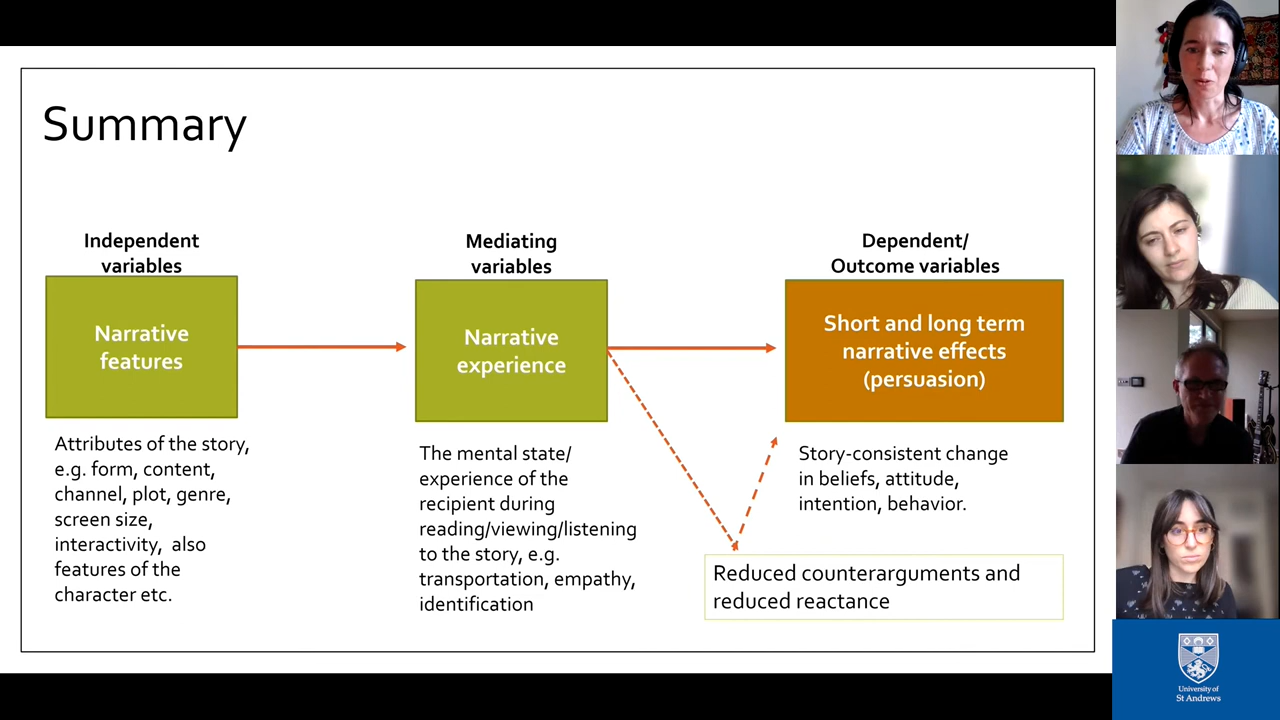 Summary
Independent
variables
Narrative
features
Attributes of the story,
e.g. form, content,
channel, plot, genre,
screen size,
interactivity, also
features of the
character etc.
Mediating
variables
Narrative
experience
The mental state/
experience of the
recipient during
reading/viewing/listening
to the story, e.g.
transportation, empathy,
identification
Dependent/
Outcome variables
Short and long term
narrative effects
(persuasion)
Story-consistent change
in beliefs, attitude,
intention, behavior.
Reduced counterarguments and
reduced reactance
University of
St Andrews